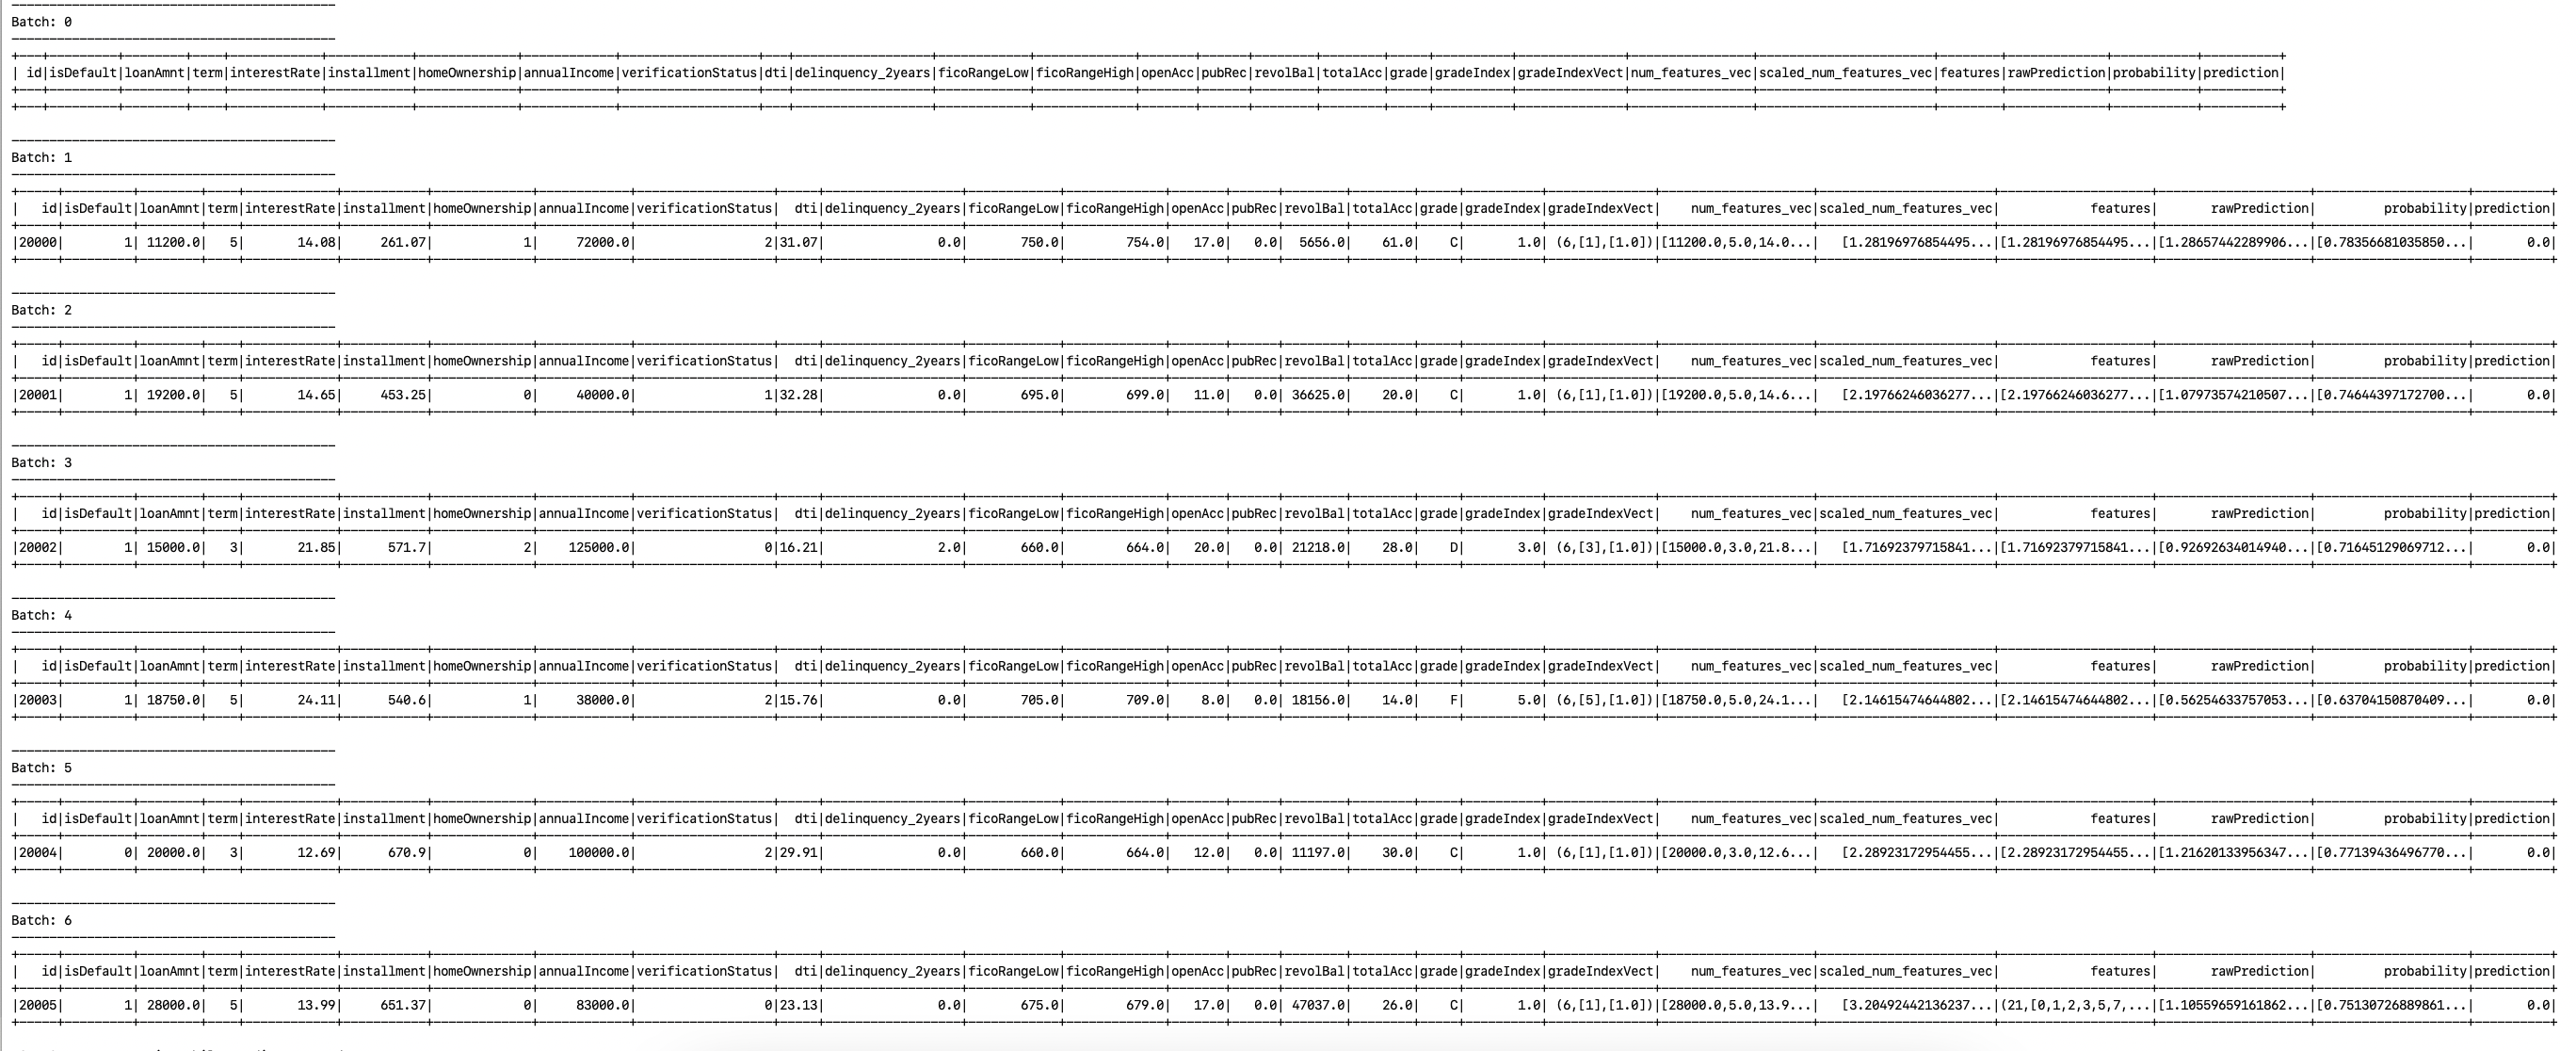 Batch: 0
| id|isDefault|loanAmnt|term|interestRate|installment|homeOwnership|annualIncome|verificationStatus|dti|delinquency_2years|ficoRangeLow|ficoRangeHigh|openAcc|pubRec|revolBal|totalAcc|grade|gradeIndex|gradeIndexVect|num_features_vec|scaled_num_features_vec|features|rawPrediction|probability|prediction|
Batch: 1
| id|isDefault|loanAmnt|term|interestRate|installment|homeOwnership|annualIncome|verificationStatus| dti|delinquency_2years|ficoRangeLow|ficoRangeHigh|openAcc|pubRec|revolBal|totalAcc|grade|gradeIndex|gradeIndexVect| num_features_vec|scaled_num_features_vec| features| rawPrediction| probability|prediction|
|20000| 1| 11200.0| 5| 14.08| 261.07| 1| 72000.0| 2|31.07| 0.0| 750.0| 754.0| 17.0| 0.0| 5656.0| 61.0| C| 1.0| (6,[1],[1.0])|[11200.0,5.0,14.0...| [1.28196976854495...|[1.28196976854495...|[1.28657442289906...|[0.78356681035850...| 0.0|
Batch: 2
| id|isDefault|loanAmnt|term|interestRate|installment|homeOwnership|annualIncome|verificationStatus| dti|delinquency_2years|ficoRangeLow|ficoRangeHigh|openAcc|pubRec|revolBal|totalAcc|grade|gradeIndex|gradeIndexVect| num_features_vec|scaled_num_features_vec| features| rawPrediction| probability|prediction|
|20001| 1| 19200.0| 5| 14.65| 453.25| 0| 40000.0| 1|32.28| 0.0| 695.0| 699.0| 11.0| 0.0| 36625.0| 20.0| C| 1.0| (6,[1],[1.0])|[19200.0,5.0,14.6...| [2.19766246036277...|[2.19766246036277...|[1.07973574210507...|[0.74644397172700...| 0.0|
Batch: 3
| id|isDefault|loanAmnt|term|interestRate|installment|homeOwnership|annualIncome|verificationStatus| dti|delinquency_2years|ficoRangeLow|ficoRangeHigh|openAcc|pubRec|revolBal|totalAcc|grade|gradeIndex|gradeIndexVect| num_features_vec|scaled_num_features_vec| features| rawPrediction| probability|prediction|
|20002| 1| 15000.0| 3| 21.85| 571.7| 2| 125000.0| 0|16.21| 2.0| 660.0| 664.0| 20.0| 0.0| 21218.0| 28.0| D| 3.0| (6,[3],[1.0])|[15000.0,3.0,21.8...| [1.71692379715841...|[1.71692379715841...|[0.92692634014940...|[0.71645129069712...| 0.0|
Batch: 4
| id|isDefault|loanAmnt|term|interestRate|installment|homeOwnership|annualIncome|verificationStatus| dti|delinquency_2years|ficoRangeLow|ficoRangeHigh|openAcc|pubRec|revolBal|totalAcc|grade|gradeIndex|gradeIndexVect| num_features_vec|scaled_num_features_vec| features| rawPrediction| probability|prediction|
|20003| 1| 18750.0| 5| 24.11| 540.6| 1| 38000.0| 2|15.76| 0.0| 705.0| 709.0| 8.0| 0.0| 18156.0| 14.0| F| 5.0| (6,[5],[1.0])|[18750.0,5.0,24.1...| [2.14615474644802...|[2.14615474644802...|[0.56254633757053...|[0.63704150870409...| 0.0|
Batch: 5
| id|isDefault|loanAmnt|term|interestRate|installment|homeOwnership|annualIncome|verificationStatus| dti|delinquency_2years|ficoRangeLow|ficoRangeHigh|openAcc|pubRec|revolBal|totalAcc|grade|gradeIndex|gradeIndexVect| num_features_vec|scaled_num_features_vec| features| rawPrediction| probability|prediction|
|20004| 0| 20000.0| 3| 12.69| 670.9| 0| 100000.0| 2|29.91| 0.0| 660.0| 664.0| 12.0| 0.0| 11197.0| 30.0| C| 1.0| (6,[1],[1.0])|[20000.0,3.0,12.6...| [2.28923172954455...|[2.28923172954455...|[1.21620133956347...|[0.77139436496770...| 0.0|
Batch: 6
| id|isDefault|loanAmnt|term|interestRate|installment|homeOwnership|annualIncome|verificationStatus| dti|delinquency_2years|ficoRangeLow|ficoRangeHigh|openAcc|pubRec|revolBal|totalAcc|grade|gradeIndex|gradeIndexVect| num_features_vec|scaled_num_features_vec| features| rawPrediction| probability|prediction|
|20005| 1| 28000.0| 5| 13.99| 651.37| 0| 83000.0| 0|23.13| 0.0| 675.0| 679.0| 17.0| 0.0| 47037.0| 26.0| C| 1.0| (6,[1],[1.0])|[28000.0,5.0,13.9...| [3.20492442136237...|(21,[0,1,2,3,5,7,...|[1.10559659161862...|[0.75130726889861...| 0.0|